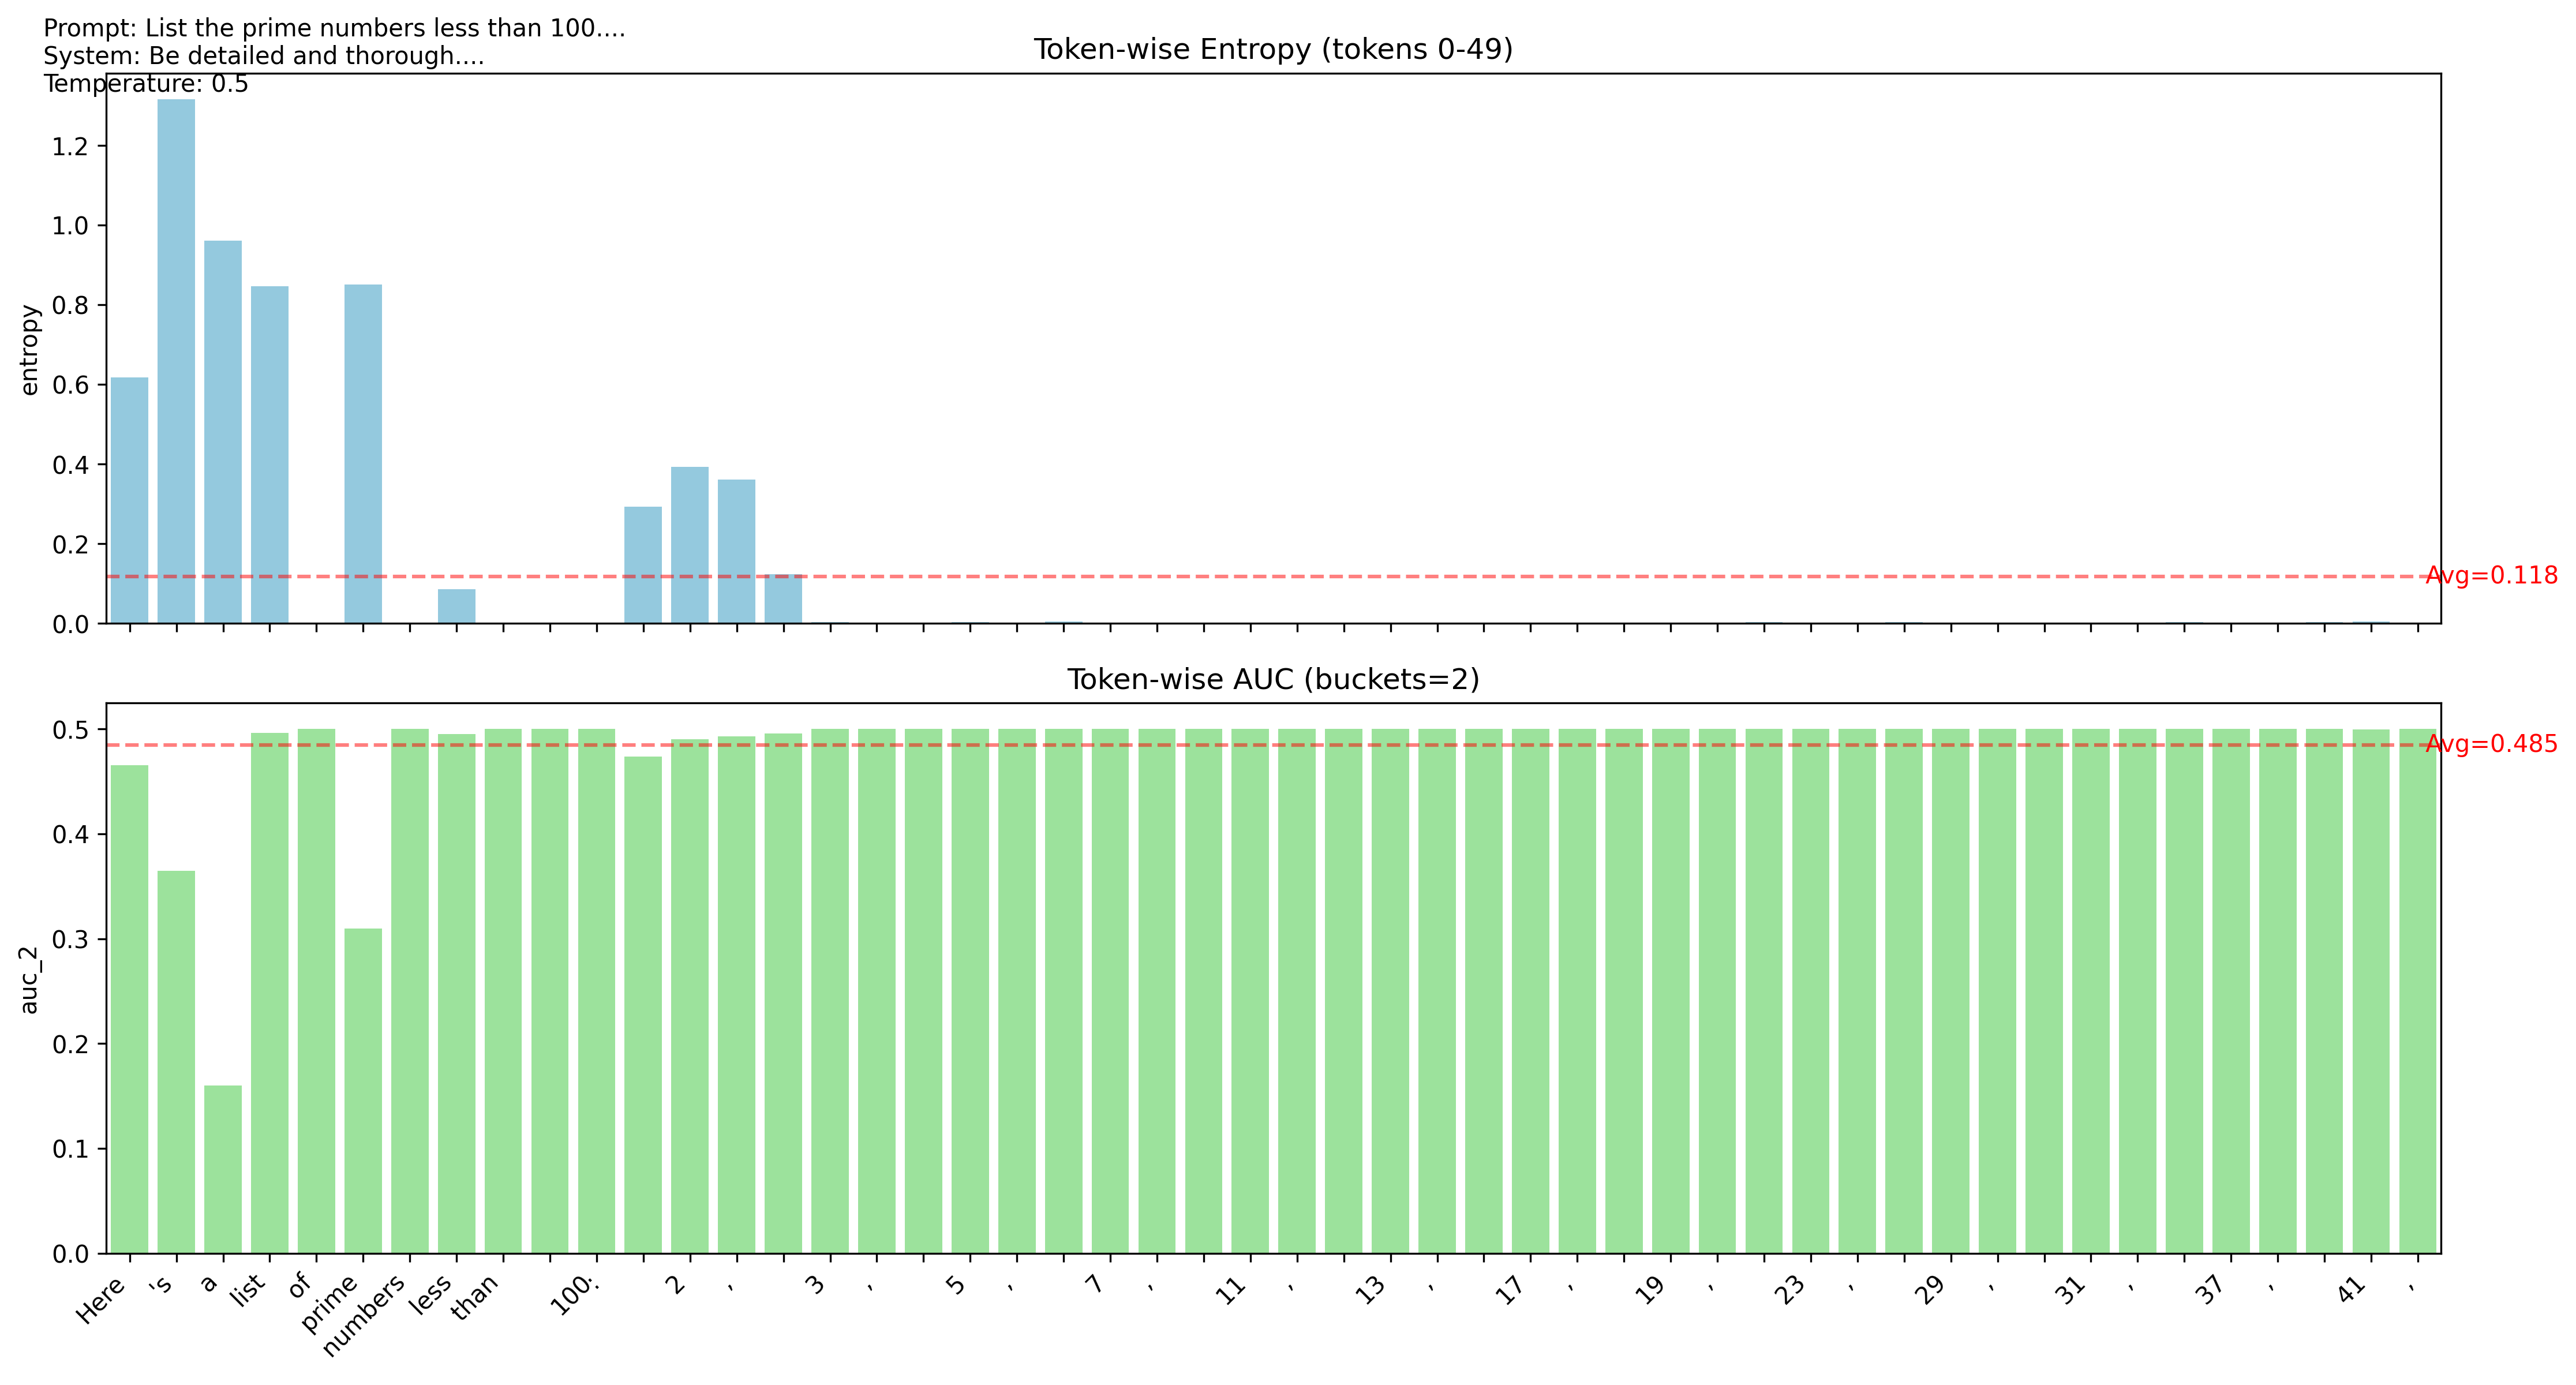 Prompt: List the prime numbers less than 100....
System: Be detailed and thorough....
Temperature: 0.5
Token-wise Entropy (tokens 0-49)
entropy
1.2
1.0
0.8
0.6
0.4
0.2
0.0
Avg=0.118
Token-wise AUC (buckets=2)
auc_2
0.5
0.4
0.3
0.2
0.1
0.0
Avg=0.485
Here
's
a
list
of
prime
numbers
less
than
100:
2
,
3
,
5
,
7
,
11
,
13
,
17
,
19
,
23
,
29
,
31
,
37
,
41
,